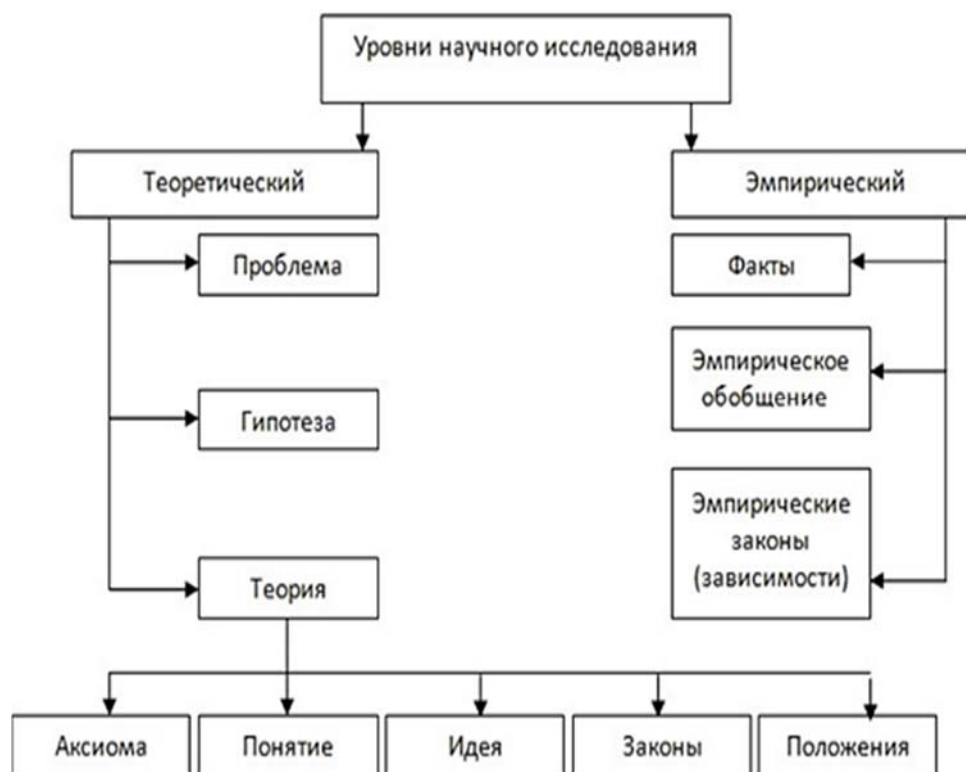 Уровни научного исследования
Теоретический
Эмпирический
Проблема
Факты
Эмпирическое
обобщение
Гипотеза
Эмпирические
законы
(зависимости)
Теория
Аксиома
Понятие
Идея
Законы
Положения